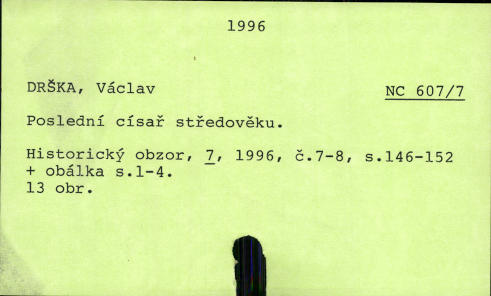 1996
DRŠKA, Václav NC 607/7
Poslední císař středověku.
Historický obzor, 7, 1996, č.7-8, s.146-152
+ obálka s.1-4.
13 obr.